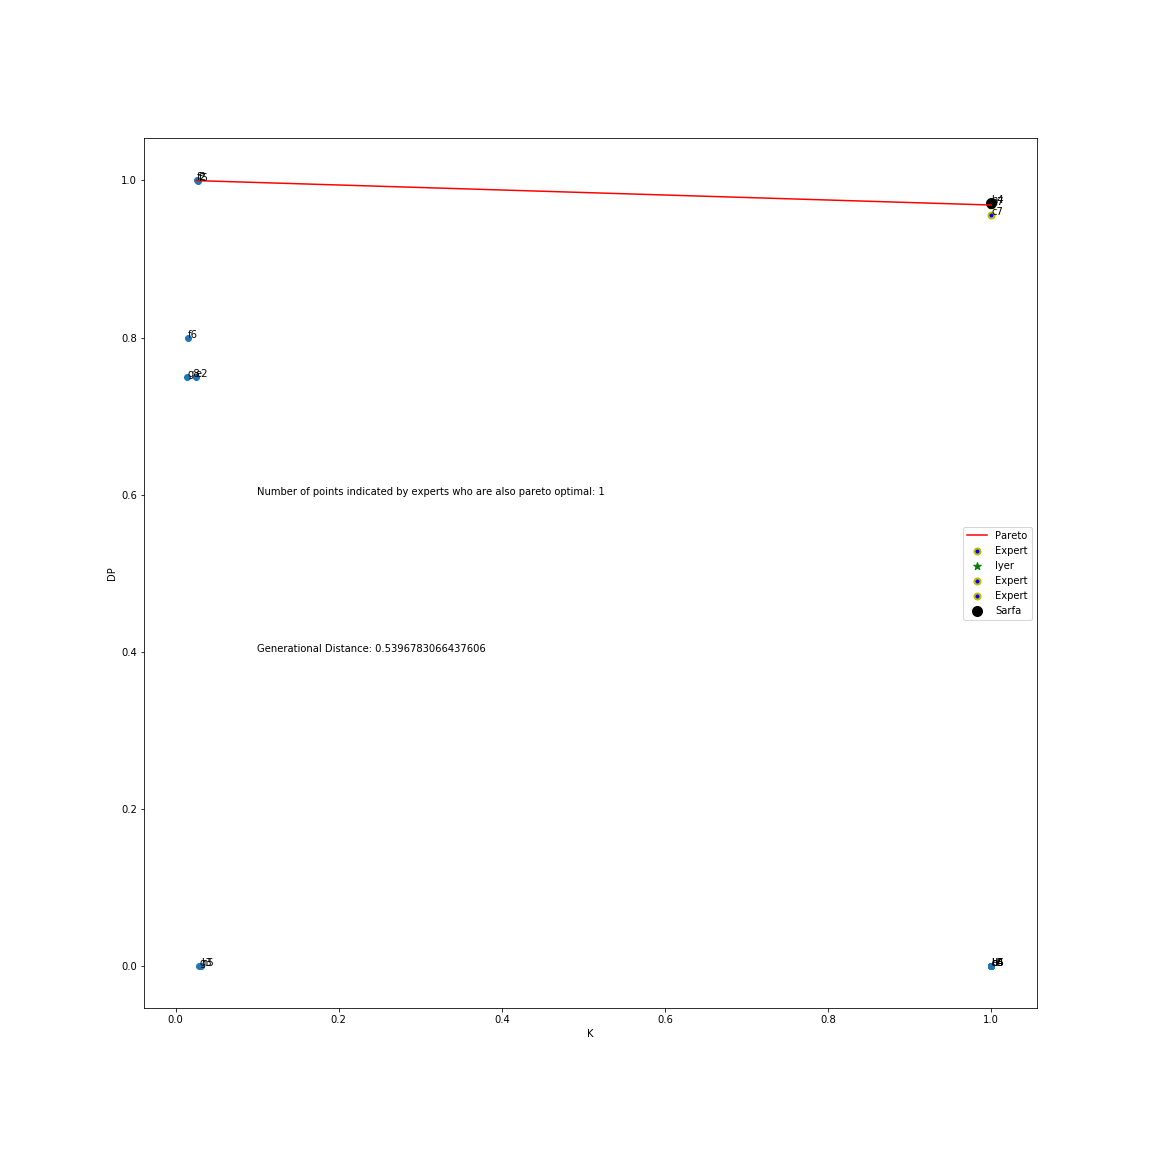 1.0
0.8
0.6
0.4
0.2
0.0
DP
f6
e2
c7
Number of points indicated by experts who are also pareto optimal: 1
Generational Distance: 0.5396783066437606
Pareto
Expert
Iyer
Expert
Expert
Sarfa
0.0
0.2
0.4
0.6
0.8
1.0
K